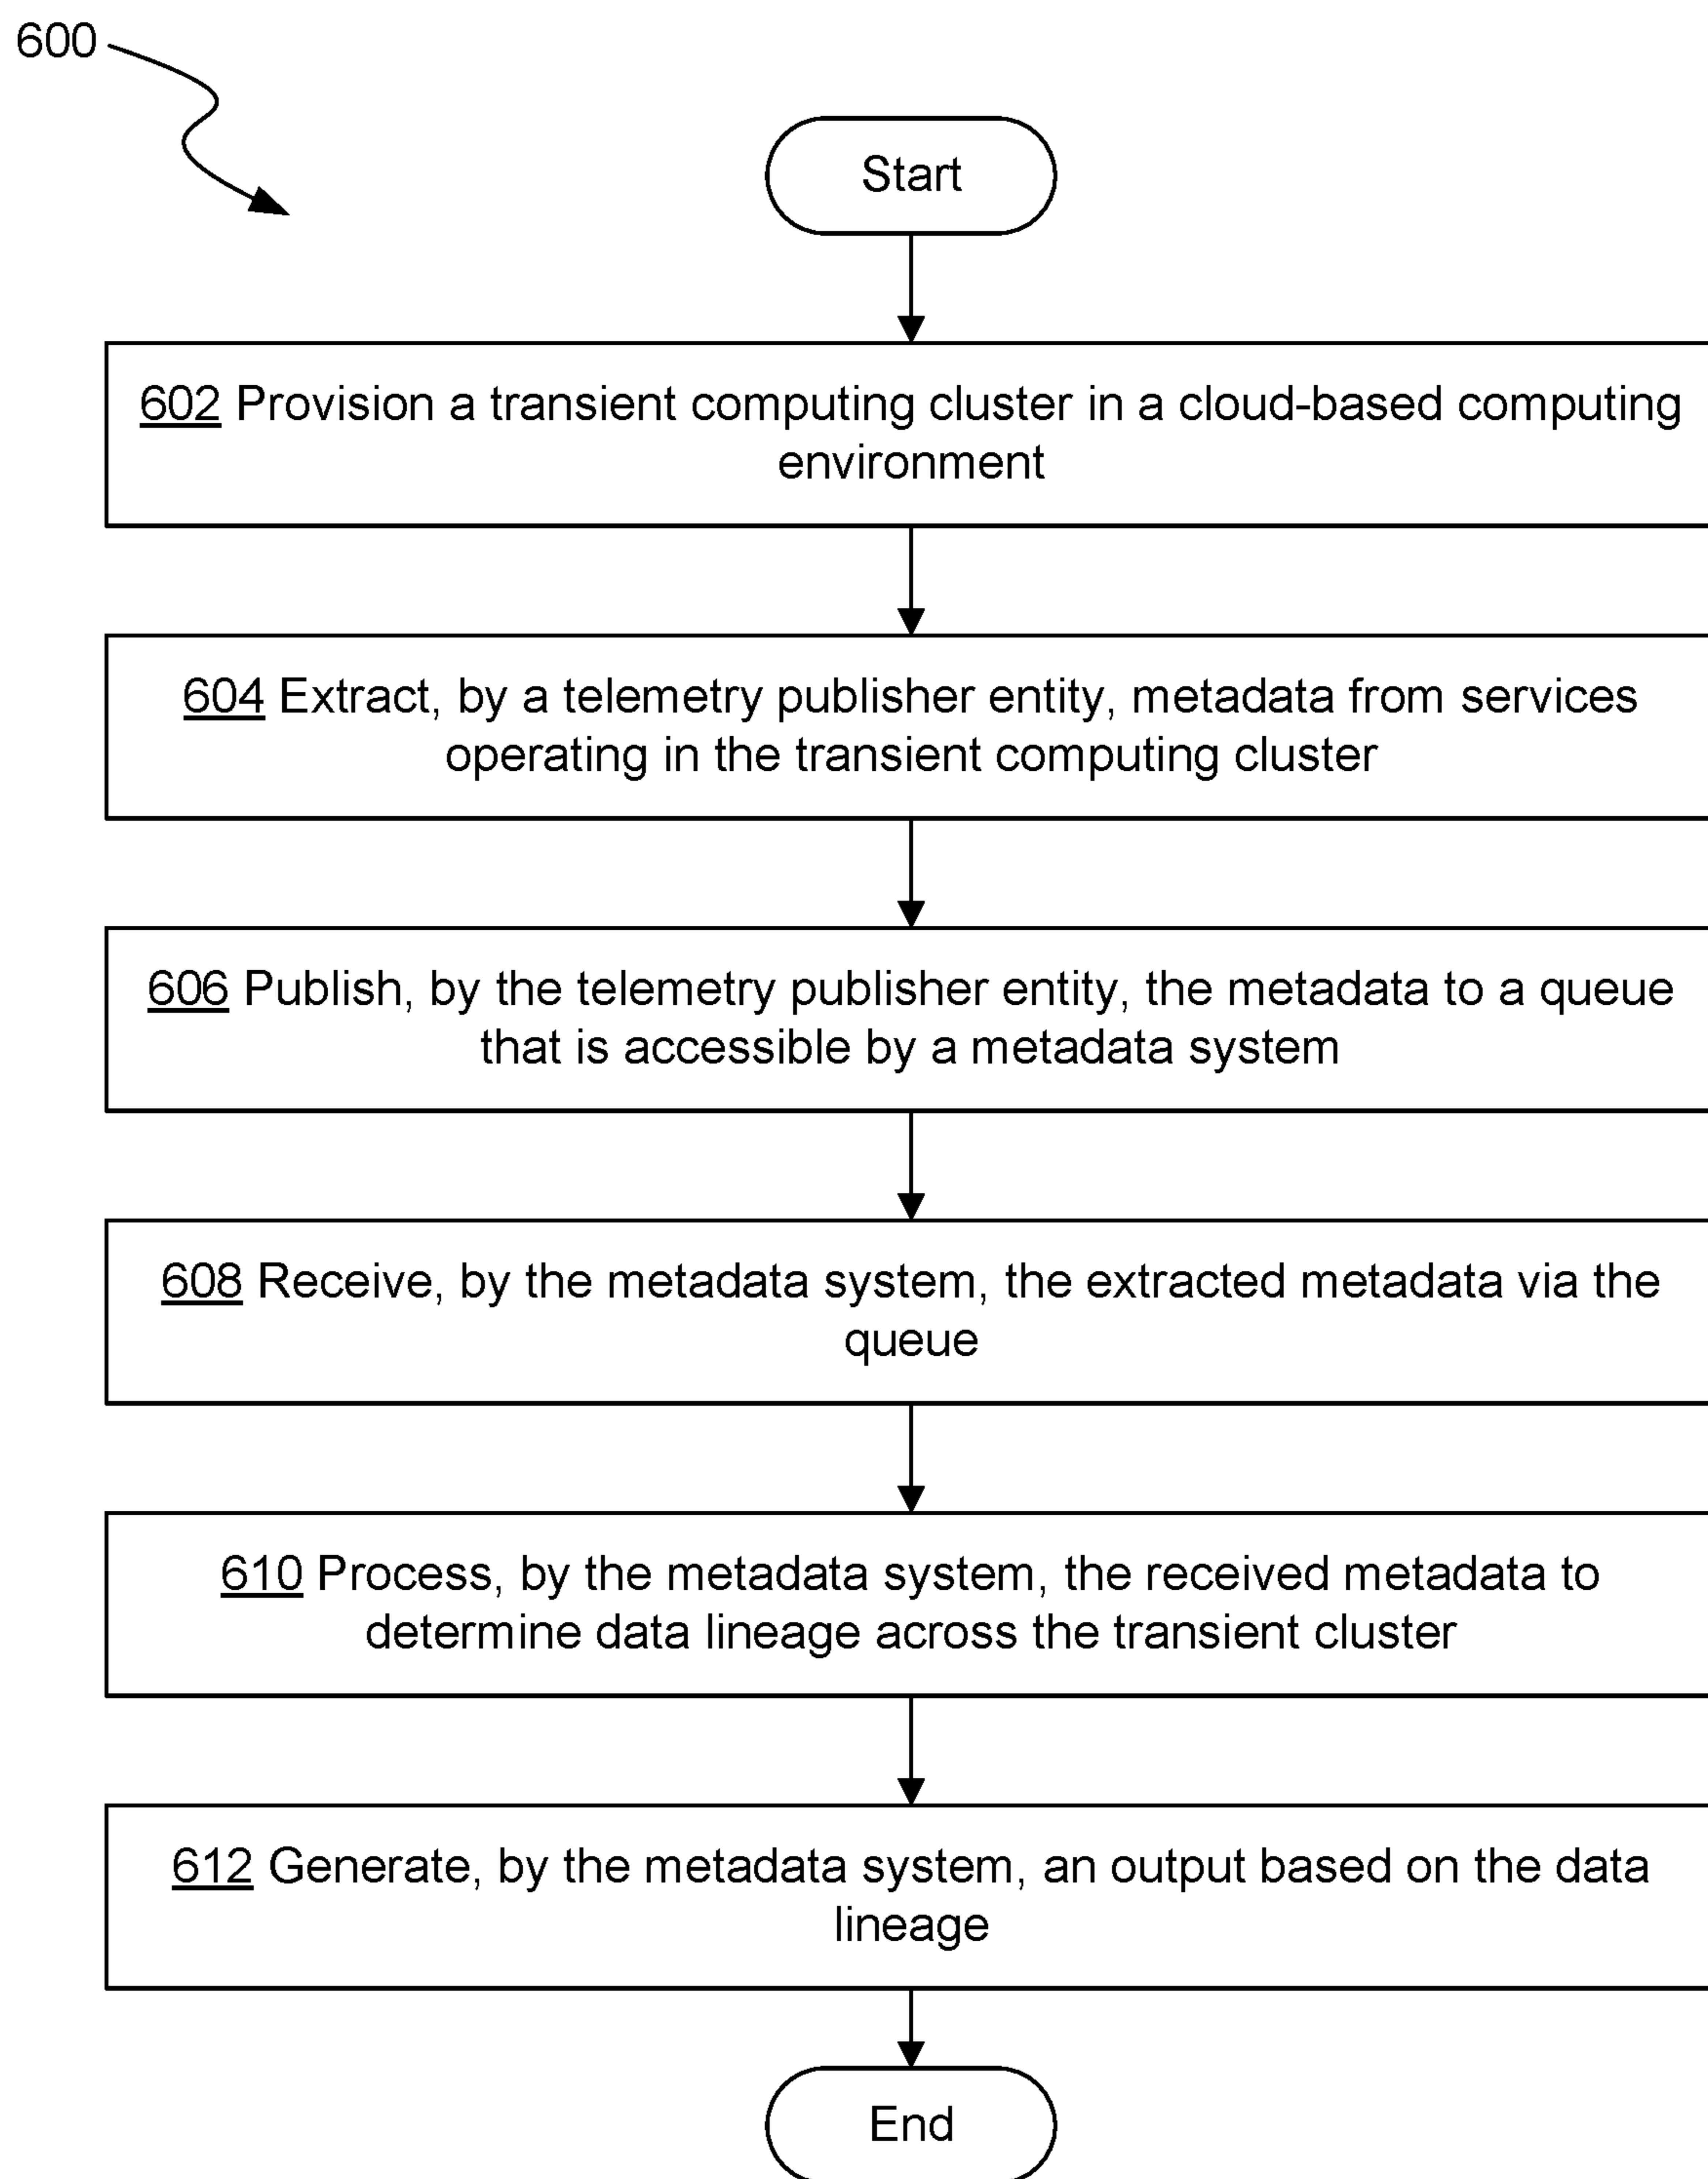 600
Start
602 Provision a transient computing cluster in a cloud-based computing
environment
604 Extract, by a telemetry publisher entity, metadata from services
operating in the transient computing cluster
606 Publish, by the telemetry publisher entity, the metadata to a queue
that is accessible by a metadata system
608 Receive, by the metadata system, the extracted metadata via the
queue
610 Process, by the metadata system, the received metadata to
determine data lineage across the transient cluster
612 Generate, by the metadata system, an output based on the data
lineage
End